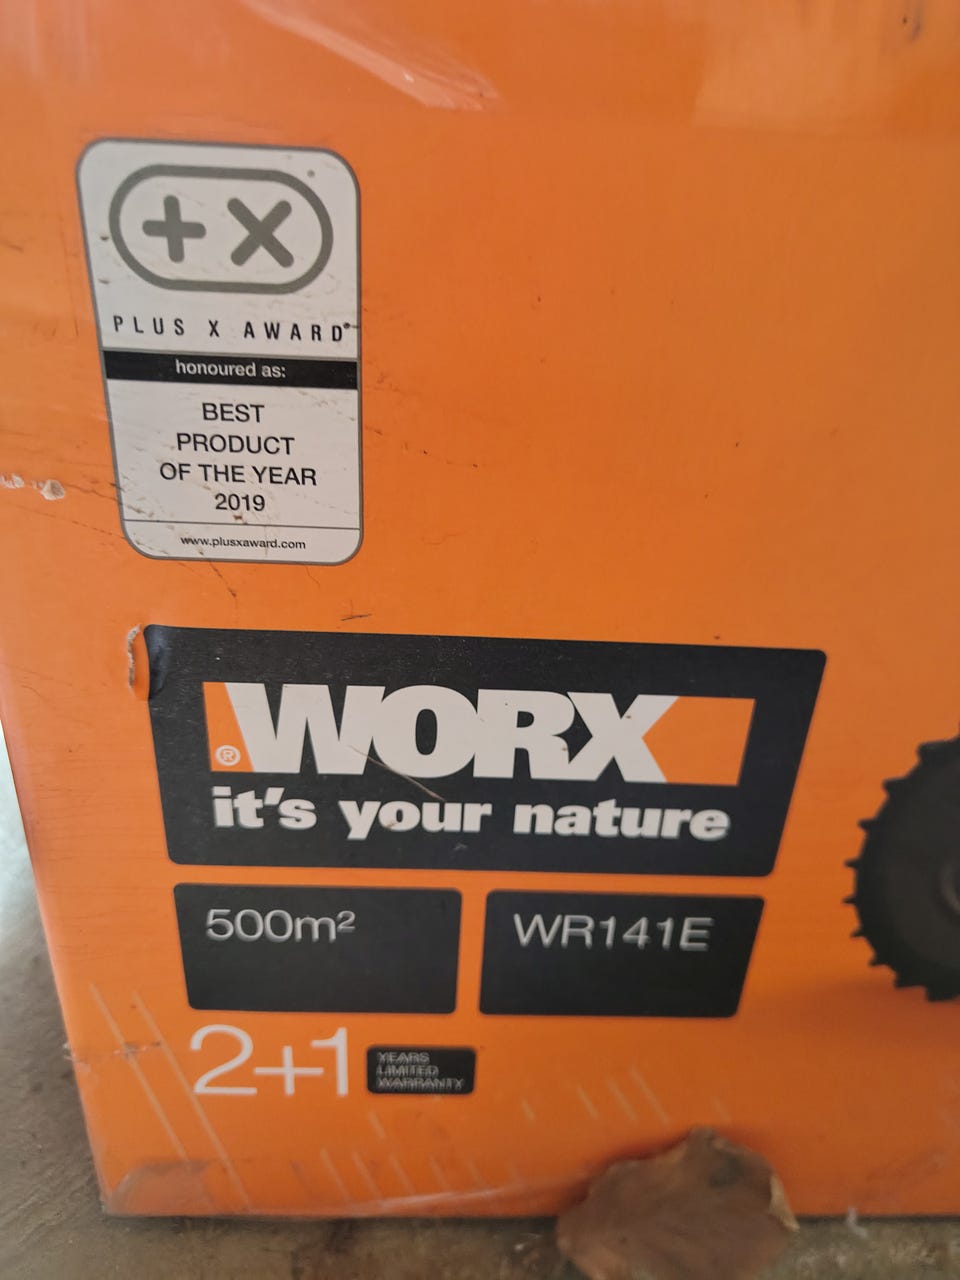 +X
PLUS X AWARD®
honoured as:
BEST
PRODUCT
OF THE YEAR
2019
www.plusxaward.com
®WORX
it's your nature
500m²
WR141E
2+1
YEARS
LIMITED
WARRANTY